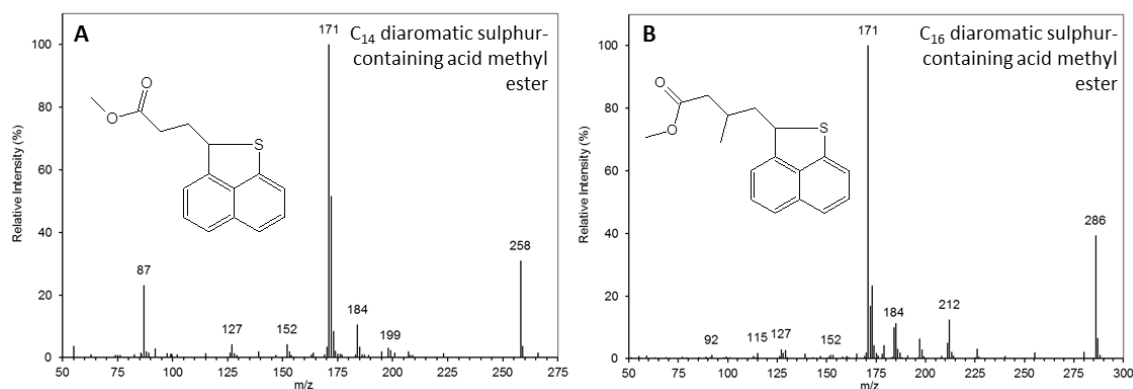 A
171
C14 diaromatic sulphur-
containing acid methyl
ester
Relative Intensity (%)
100
80
60
40
20
0
O
O
S
87
127
152
184
199
258
50
75
100
125
150
175
200
225
250
275
m/z
B
171
C16 diaromatic sulphur-
containing acid methyl
ester
Relative Intensity (%)
100
80
60
40
20
0
O
O
S
92
115
127
152
184
212
286
50
75
100
125
150
175
200
225
250
275
300
m/z